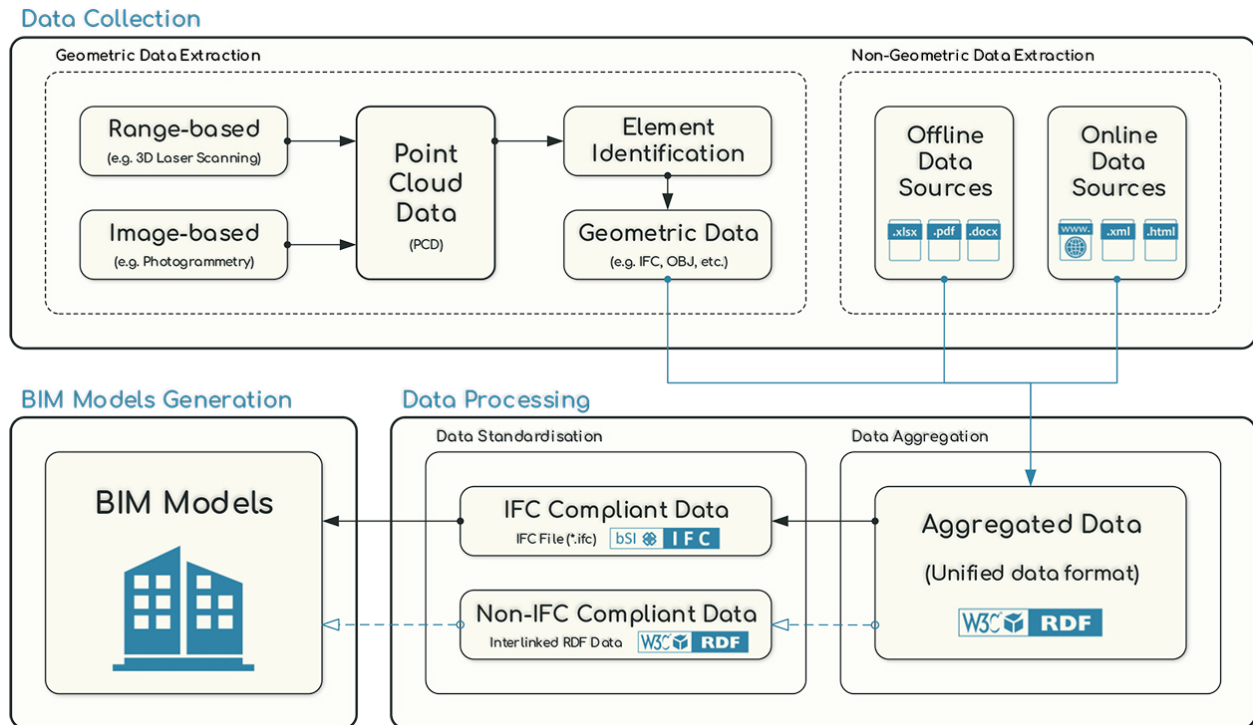 Data Collection
Geometric Data Extraction
Non-Geometric Data Extraction
Range-based
(e.g. 3D Laser Scanning)
Image-based
(e.g. Photogrammetry)
Point
Cloud
Data
(PCD)
Element
Identification
Geometric Data
(e.g. IFC, OBJ, etc.)
Offline
Data
Sources
.xlsx .pdf .docx
Online
Data
Sources
www. .xml .html
BIM Models Generation
BIM Models
Data Processing
Data Standardisation
IFC Compliant Data
IFC File (*.ifc) bSI IFC
Non-IFC Compliant Data
Interlinked RDF Data W3C RDF
Data Aggregation
Aggregated Data
(Unified data format)
W3C RDF